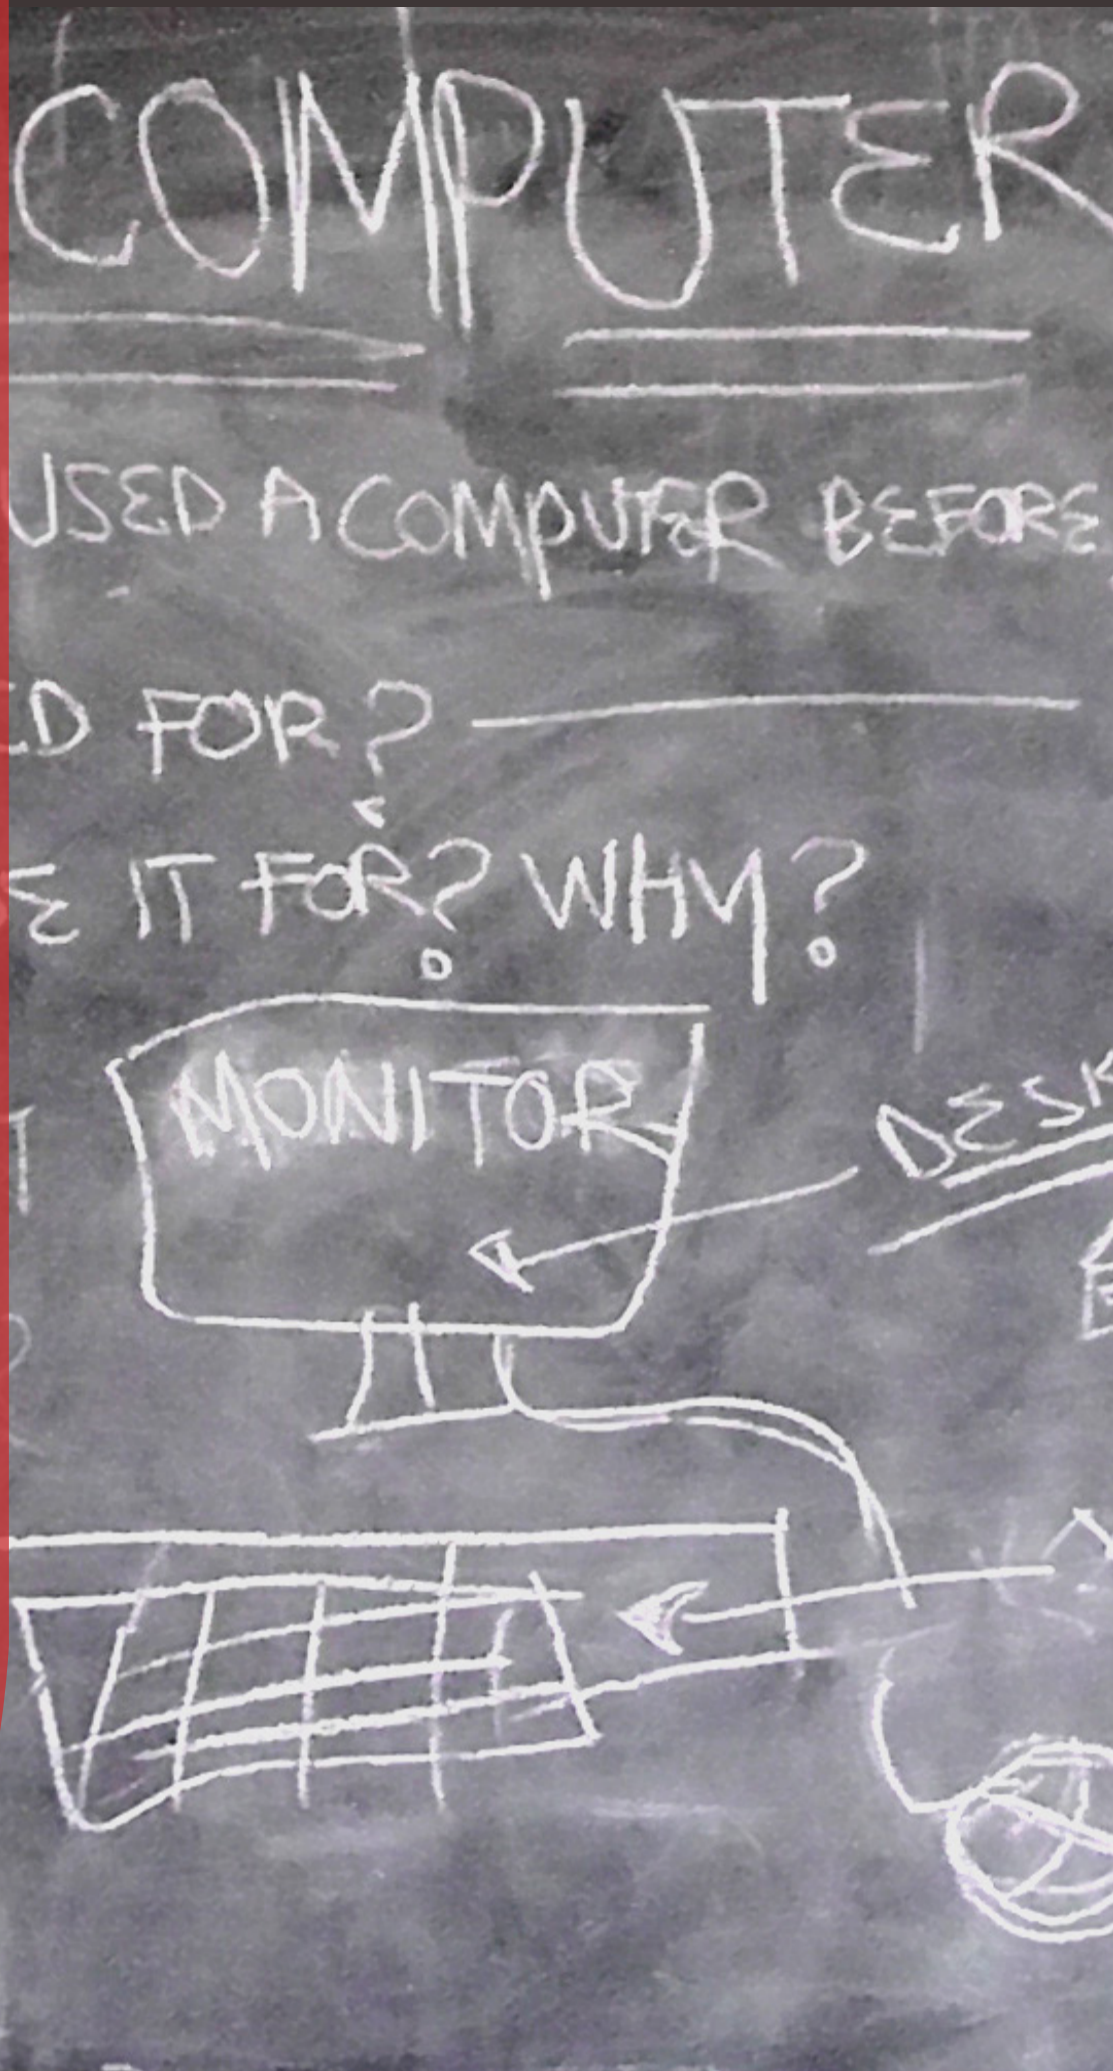 COMPUTER
USED A COMPUTER BEFORE
FOR?
IT FOR? WHY?
MONITOR